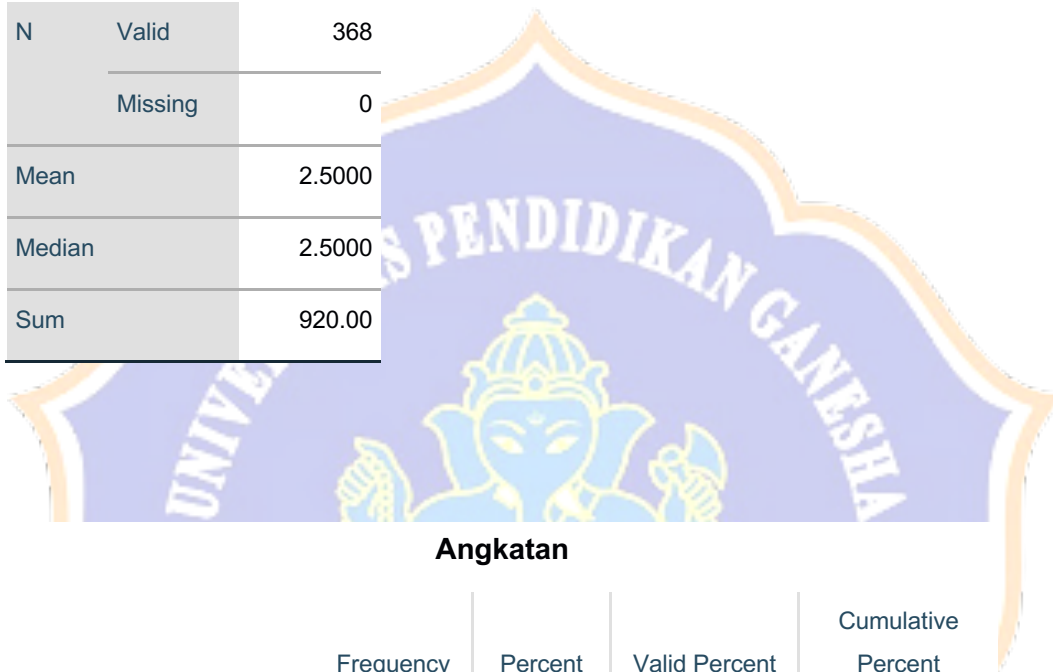 N Valid 368
Missing 0
Mean 2.5000
Median 2.5000
Sum 920.00
PENDIDIKAN GANESHA
Angkatan
Frequency Percent Valid Percent Cumulative Percent